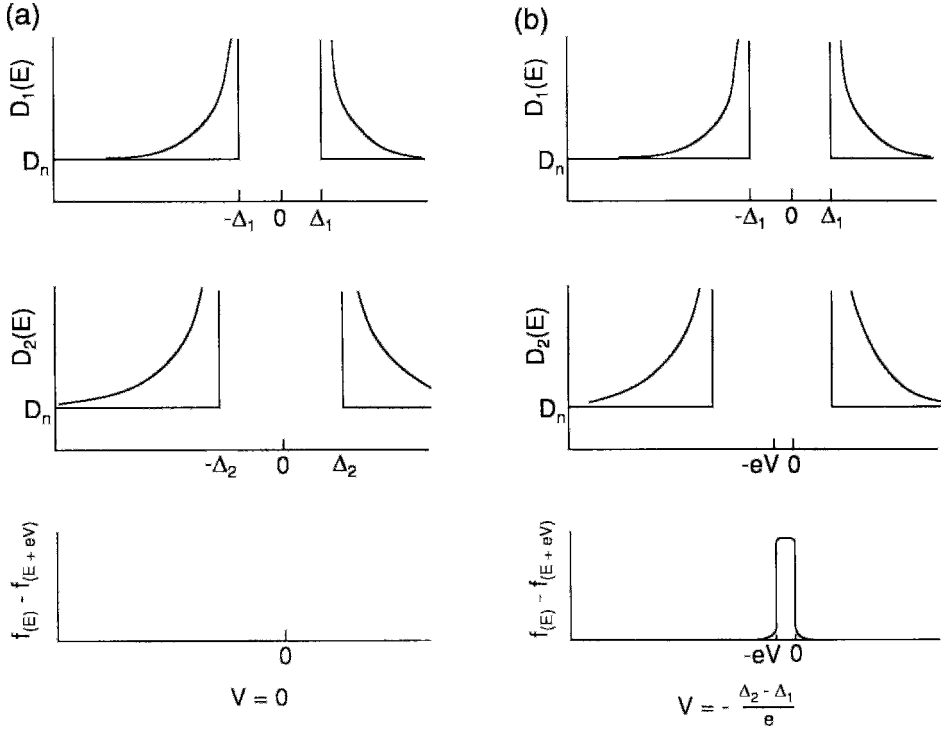 (a)
D₁(E)
Dₙ
-Δ₁ 0 Δ₁
D₂(E)
Dₙ
-Δ₂ 0 Δ₂
f(E) - f(E + eV)
0
V = 0
(b)
D₁(E)
Dₙ
-Δ₁ 0 Δ₁
D₂(E)
Dₙ
-eV 0
f(E) - f(E + eV)
-eV 0
V = - Δ₂ - Δ₁
e